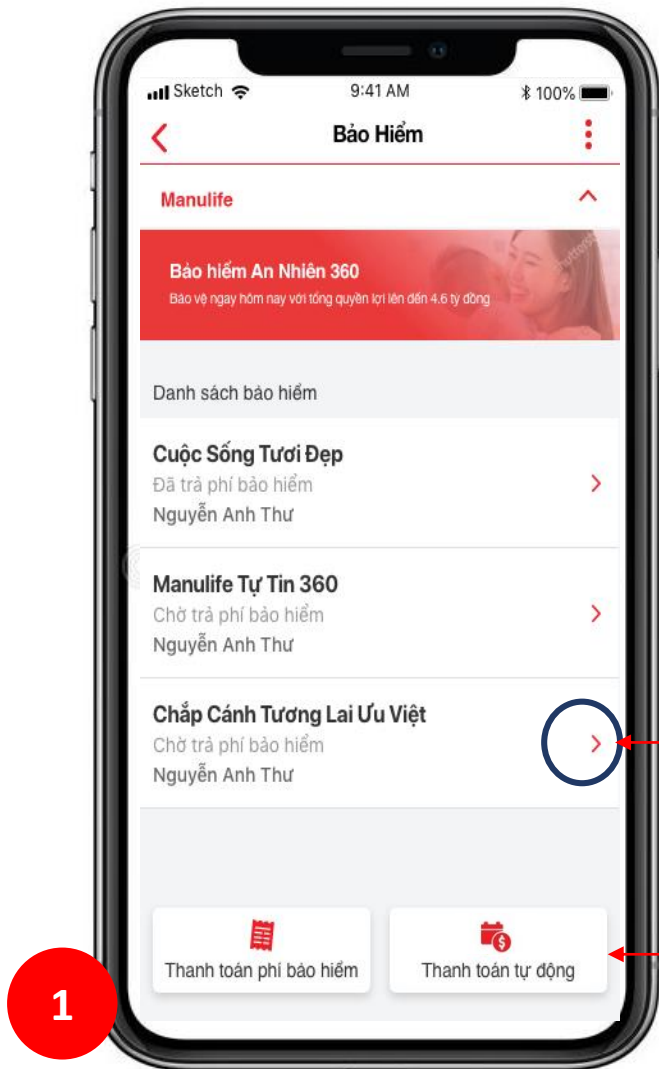 Sketch 9:41 AM 100%
Bảo Hiểm
Manulife
Bảo hiểm An Nhiên 360
Bảo vệ ngay hôm nay với tổng quyền lợi lên đến 4.6 tỷ đồng
Danh sách bảo hiểm
Cuộc Sống Tươi Đẹp
Đã trả phí bảo hiểm
Nguyễn Anh Thư
Manulife Tự Tin 360
Chờ trả phí bảo hiểm
Nguyễn Anh Thư
Chắp Cánh Tương Lai Ưu Việt
Chờ trả phí bảo hiểm
Nguyễn Anh Thư
Thanh toán phí bảo hiểm Thanh toán tự động
1